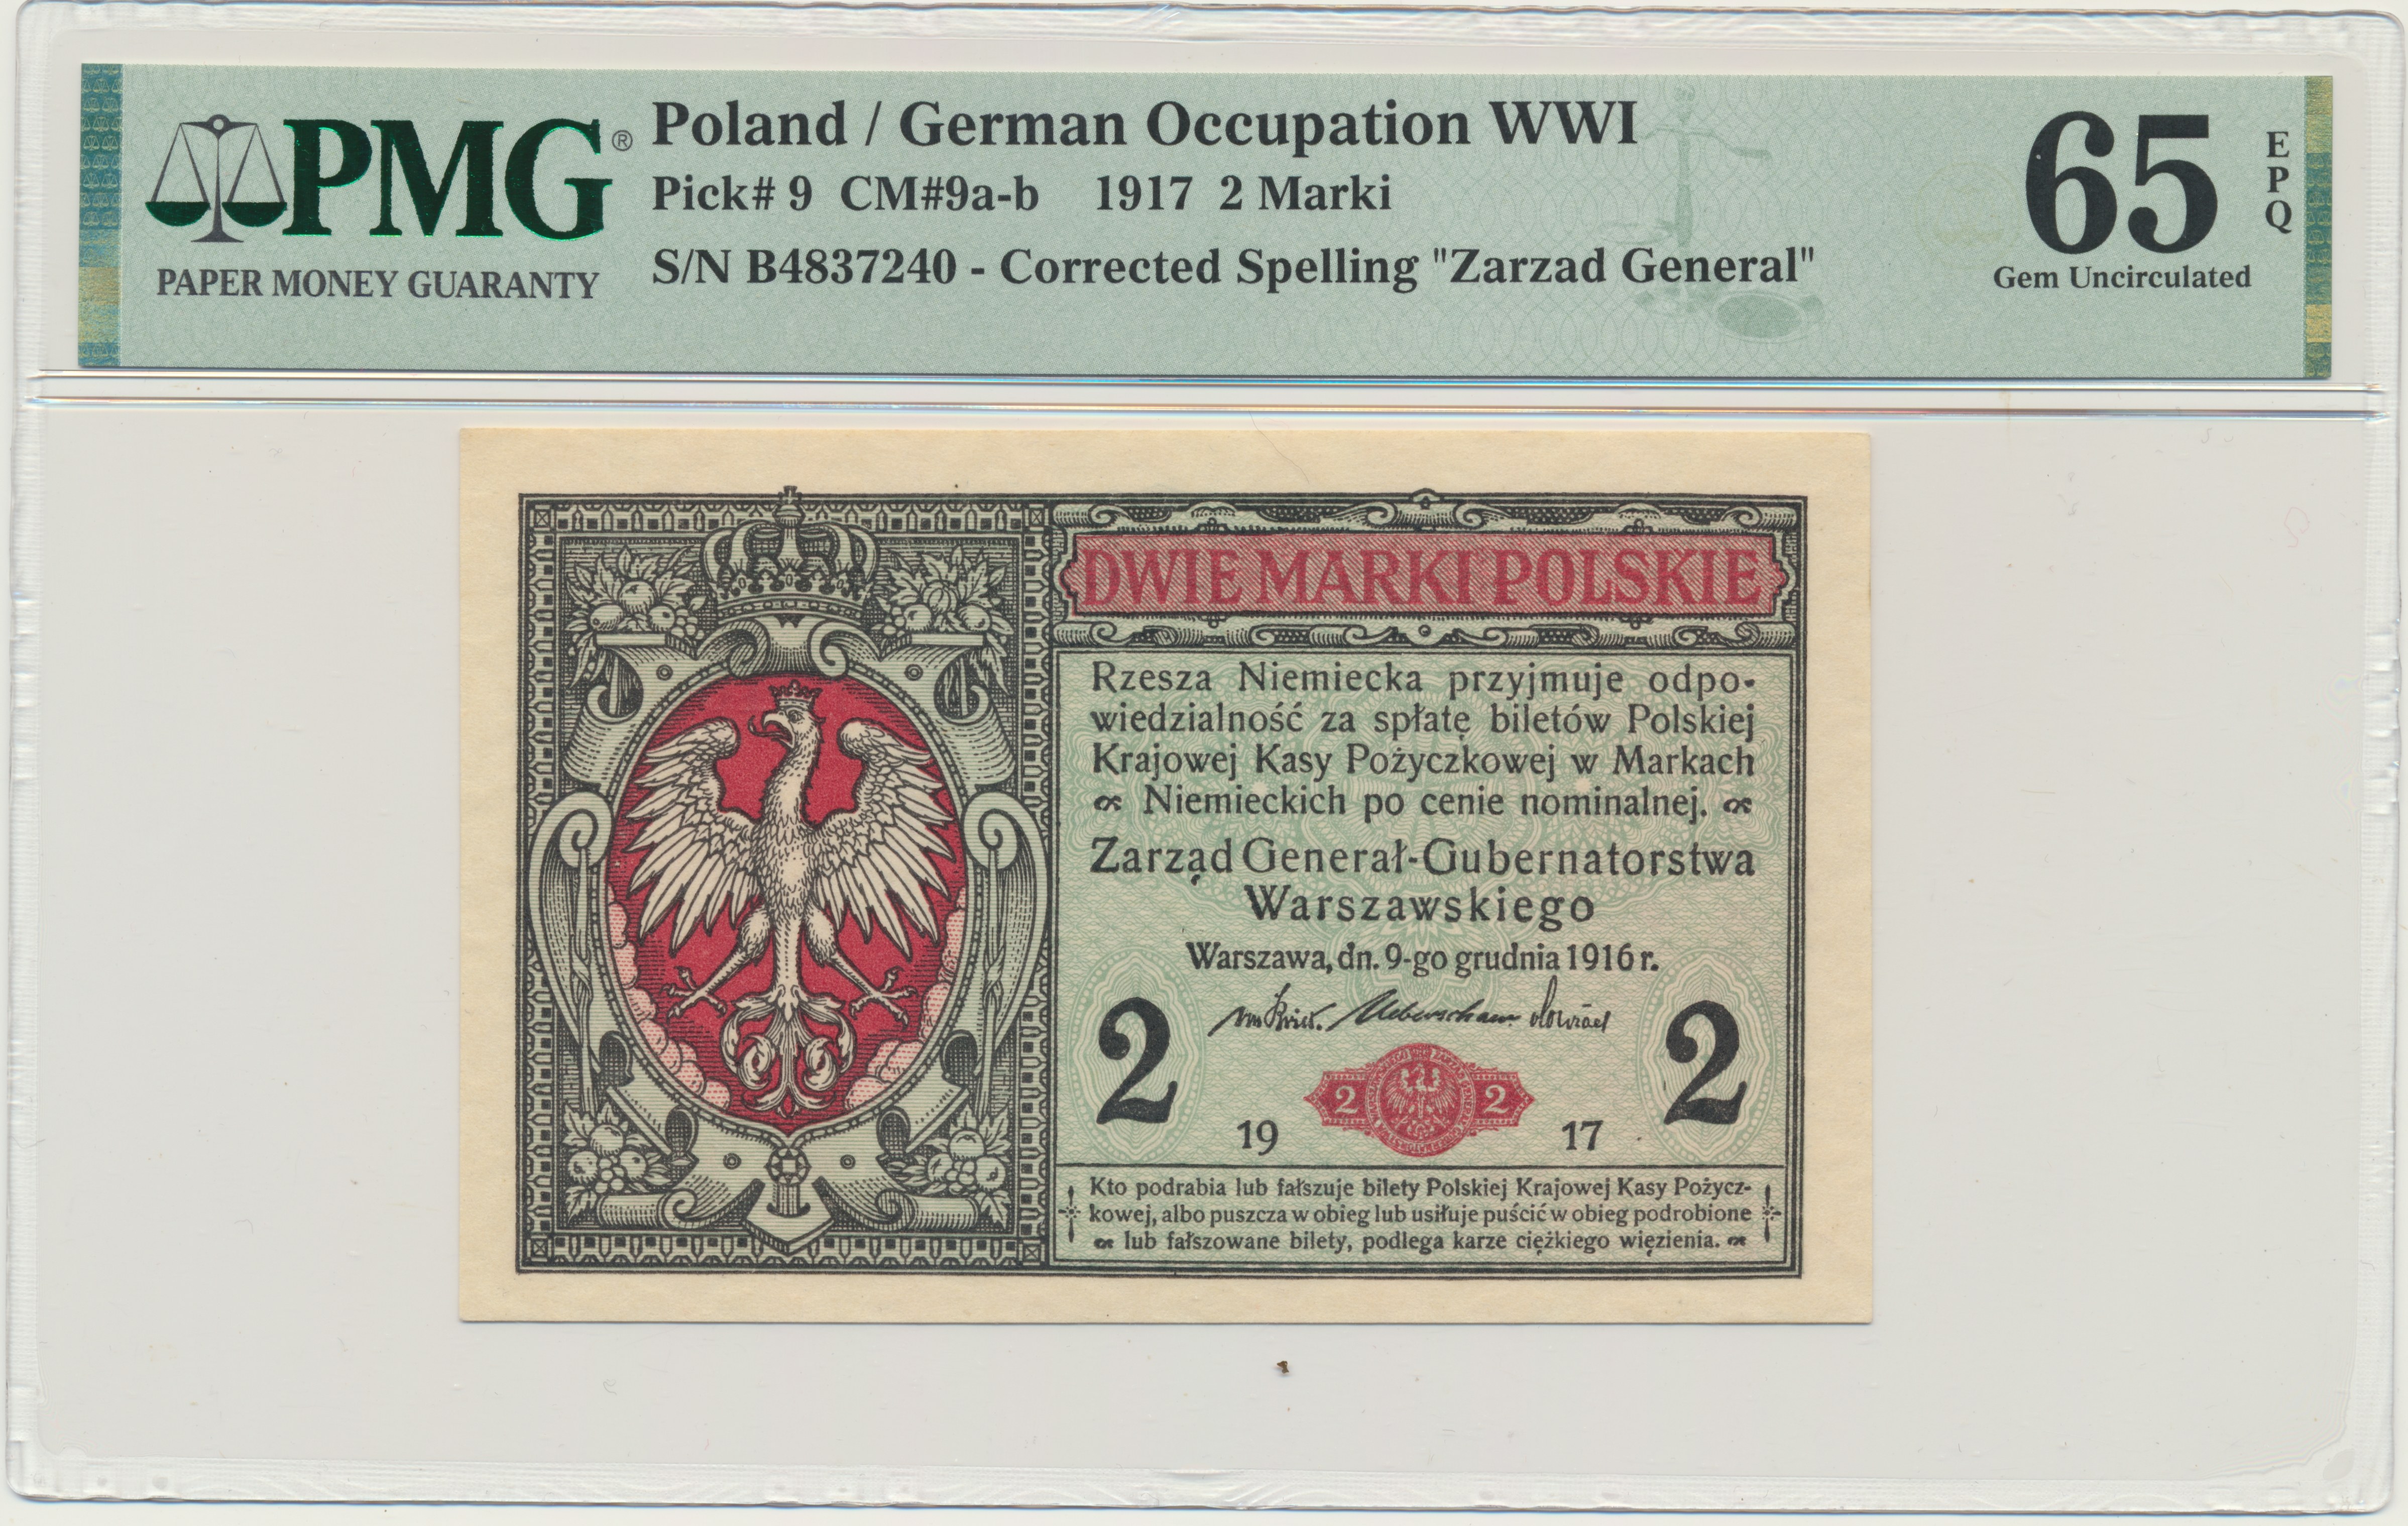 PMG®
PAPER MONEY GUARANTY
Poland / German Occupation WWI
Pick# 9 CM#9a-b 1917 2 Marki
S/N B4837240 - Corrected Spelling "Zarzad General"
65
EPQ
Gem Uncirculated
DWIE MARKI POLSKIE
Rzesza Niemiecka przyjmuje odpo-
wiedzialność za spłatę biletów Polskiej
Krajowej Kasy Pożyczkowej w Markach
Niemieckich po cenie nominalnej.
Zarząd Generał-Gubernatorstwa
Warszawskiego
Warszawa, dn. 9-go grudnia 1916 r.
2 2
2 2
19 17
Kto podrabia lub fałszuje bilety Polskiej Krajowej Kasy Pożycz-
kowej, albo puszcza w obieg lub usiłuje puścić w obieg podrobione
lub fałszowane bilety, podlega karze ciężkiego więzienia.